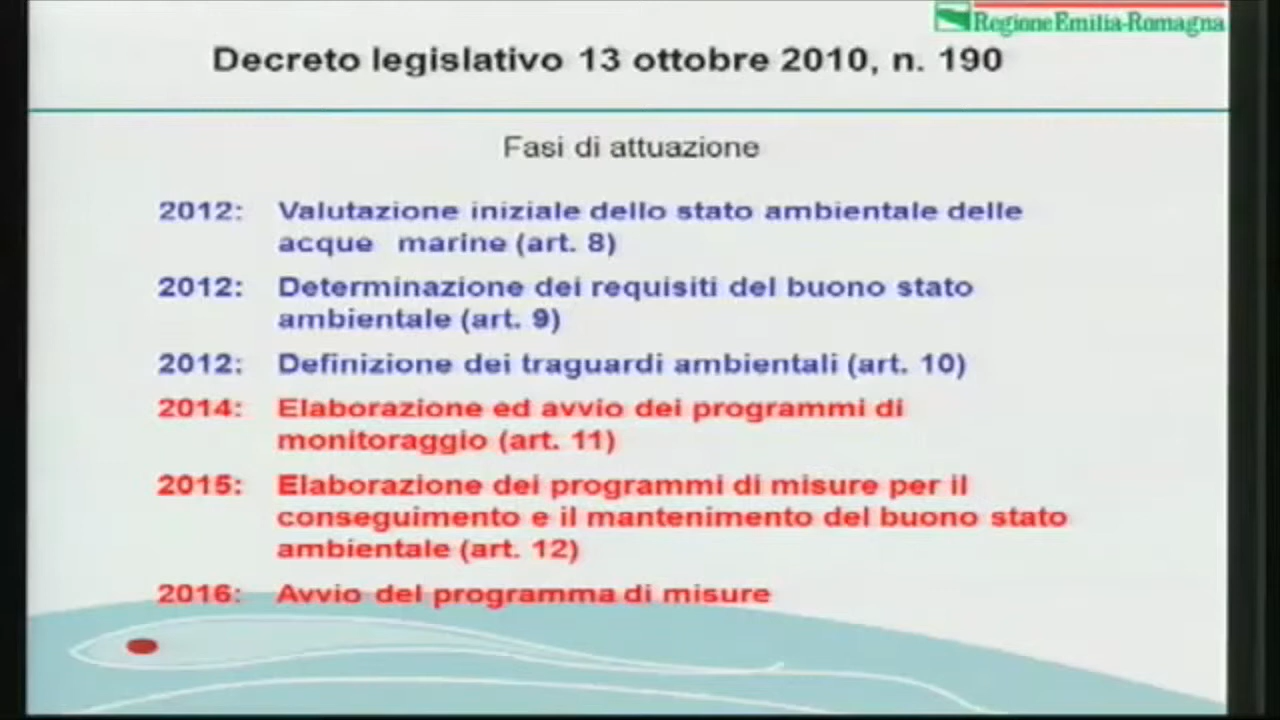 RegioneEmilia-Romagna
Decreto legislativo 13 ottobre 2010, n. 190
Fasi di attuazione
2012: Valutazione iniziale dello stato ambientale delle
acque marine (art. 8)
2012: Determinazione dei requisiti del buono stato
ambientale (art. 9)
2012: Definizione dei traguardi ambientali (art. 10)
2014: Elaborazione ed avvio dei programmi di
monitoraggio (art. 11)
2015: Elaborazione dei programmi di misure per il
conseguimento e il mantenimento del buono stato
ambientale (art. 12)
2016: Avvio del programma di misure